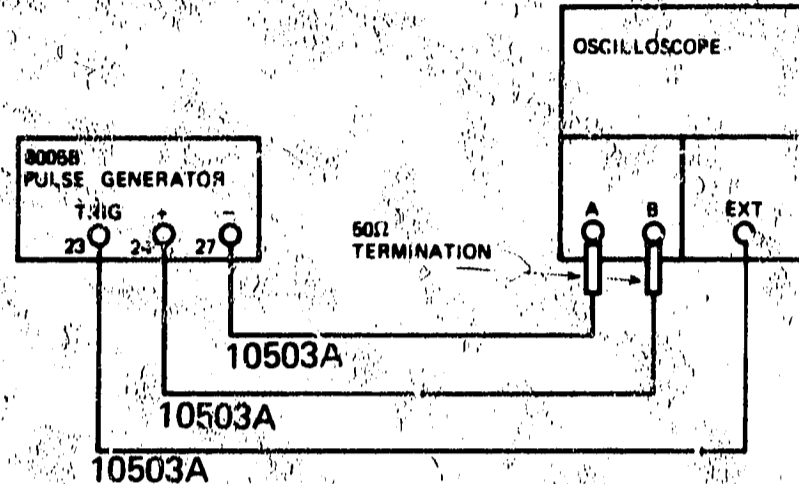 OSCILLOSCOPE
8005B
PULSE GENERATOR
TRIG + -
23 27
A B EXT
50Ω
TERMINATION
10503A
10503A
10503A